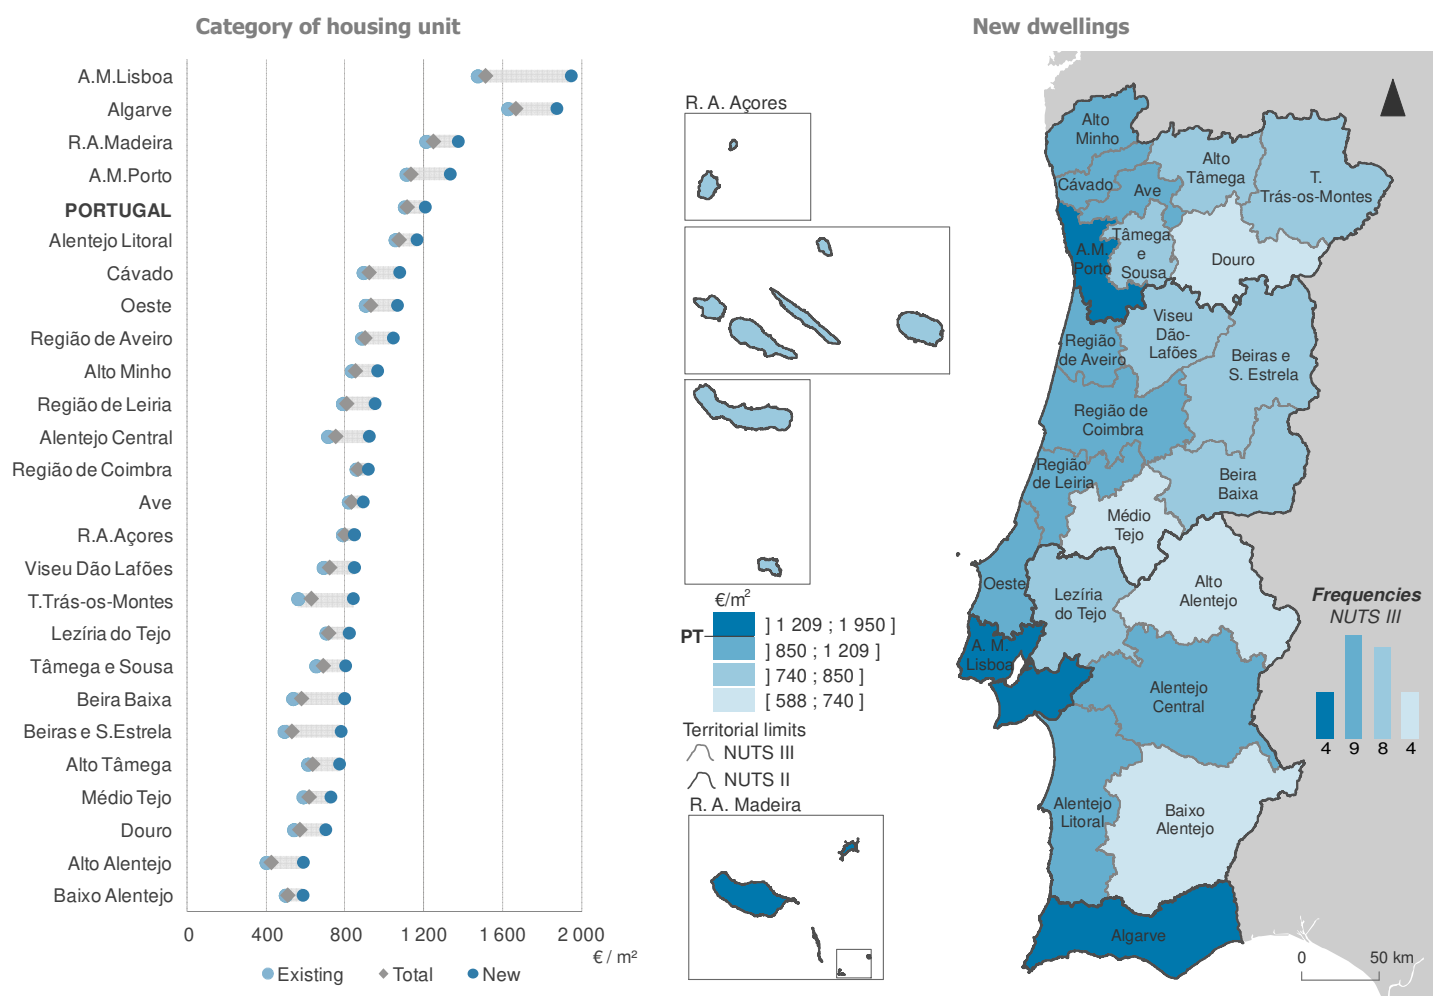 Category of housing unit
A.M.Lisboa
Algarve
R.A.Madeira
A.M.Porto
PORTUGAL
Alentejo Litoral
Cávado
Oeste
Região de Aveiro
Alto Minho
Região de Leiria
Alentejo Central
Região de Coimbra
Ave
R.A.Açores
Viseu Dão Lafões
T.Trás-os-Montes
Lezíria do Tejo
Tâmega e Sousa
Beira Baixa
Beiras e S.Estrela
Alto Tâmega
Médio Tejo
Douro
Alto Alentejo
Baixo Alentejo
0 400 800 1 200 1 600 2 000
€ / m²
Existing Total New
New dwellings
R. A. Açores
€/m²
PT
] 1 209 ; 1 950 ]
] 850 ; 1 209 ]
] 740 ; 850 ]
[ 588 ; 740 ]
Territorial limits
NUTS III
NUTS II
R. A. Madeira
Alto
Minho
Cávado
Ave
Alto
Tâmega
T.
Trás-os-Montes
A.M.
Porto
Tâmega
e
Sousa
Douro
Região
de Aveiro
Viseu
Dão-
Lafões
Beiras e
S. Estrela
Região de
Coimbra
Região
de Leiria
Beira
Baixa
Médio
Tejo
Oeste
Lezíria
do Tejo
Alto
Alentejo
A. M.
Lisboa
Alentejo
Central
Alentejo
Litoral
Baixo
Alentejo
Algarve
Frequencies
NUTS III
4 9 8 4
0 50 km